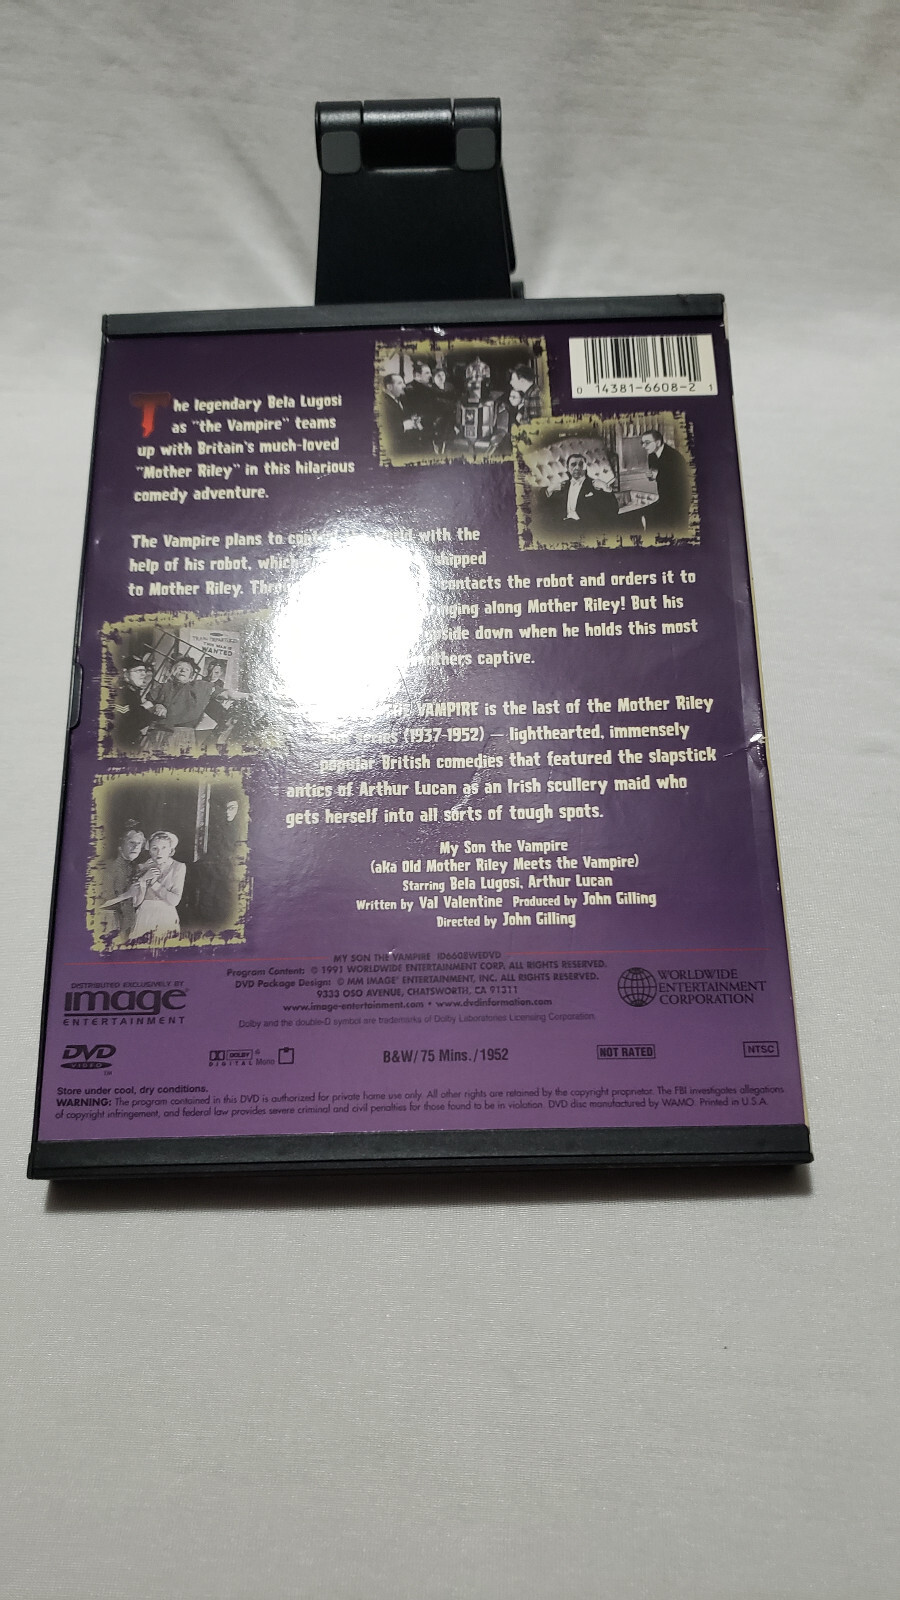 0 14381-6608-2 1
The legendary Bela Lugosi
as "the Vampire" teams
up with Britain's much-loved
"Mother Riley" in this hilarious
comedy adventure.
The Vampire plans to with the
help of his robot, which shipped
to Mother Riley. contacts the robot and orders it to
along Mother Riley! But his
down when he holds this most
captive.
VAMPIRE is the last of the Mother Riley
(1937-1952) — lighthearted, immensely
popular British comedies that featured the slapstick
antics of Arthur Lucan as an Irish scullery maid who
gets herself into all sorts of tough spots.
WANTED
My Son the Vampire
(aka Old Mother Riley Meets the Vampire)
Starring Bela Lugosi, Arthur Lucan
Written by Val Valentine Produced by John Gilling
Directed by John Gilling
MY SON THE VAMPIRE ID6608WEDVD
Program Content: © 1991 WORLDWIDE ENTERTAINMENT CORP. ALL RIGHTS RESERVED.
DVD Package Design: © MM IMAGE ENTERTAINMENT, INC. ALL RIGHTS RESERVED.
9333 OSO AVENUE, CHATSWORTH, CA 91311
www.image-entertainment.com • www.dvdinformation.com
Dolby and the double-D symbol are trademarks of Dolby Laboratories Licensing Corporation.
DISTRIBUTED EXCLUSIVELY BY
image
ENTERTAINMENT
WORLDWIDE
ENTERTAINMENT
CORPORATION
DVD
VIDEO
DOLBY
DIGITAL Mono
B&W/75 Mins./1952
NOT RATED
NTSC
Store under cool, dry conditions.
WARNING: The program contained in this DVD is authorized for private home use only. All other rights are retained by the copyright proprietor. The FBI investigates allegations
of copyright infringement, and federal law provides severe criminal and civil penalties for those found to be in violation. DVD disc manufactured by WAMO. Printed in U.S.A.